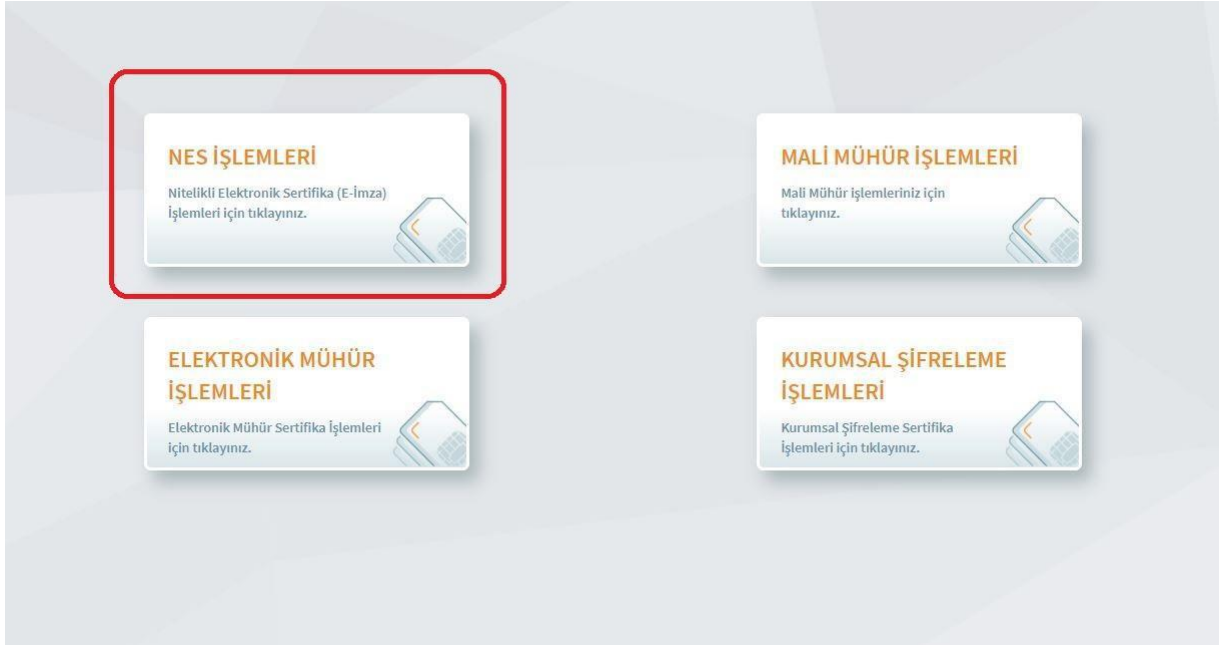 NES İŞLEMLERİ
Nitelikli Elektronik Sertifika (E-İmza)
İşlemleri için tıklayınız.
MALİ MÜHÜR İŞLEMLERİ
Mali Mühür işlemleriniz için
tıklayınız.
ELEKTRONİK MÜHÜR
İŞLEMLERİ
Elektronik Mühür Sertifika İşlemleri
için tıklayınız.
KURUMSAL ŞİFRELEME
İŞLEMLERİ
Kurumsal Şifreleme Sertifika
İşlemleri için tıklayınız.